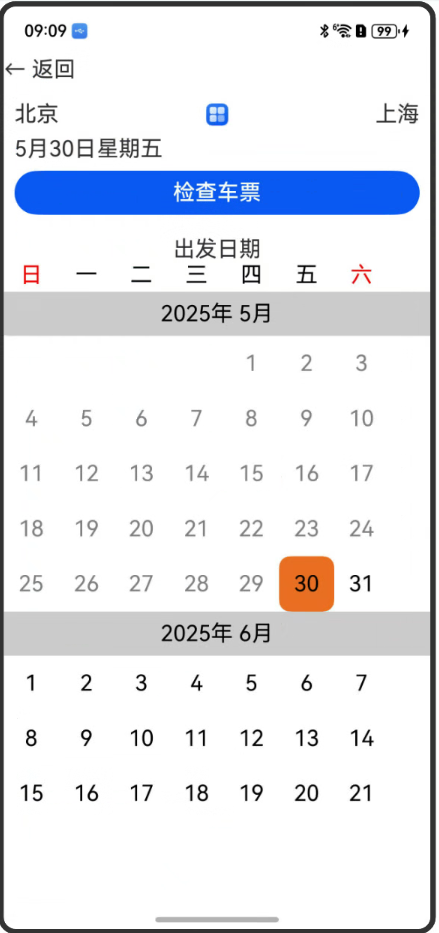 09:09 99
← 返回
北京 上海
5月30日星期五
检查车票
出发日期
日 一 二 三 四 五 六
2025年 5月
1 2 3
4 5 6 7 8 9 10
11 12 13 14 15 16 17
18 19 20 21 22 23 24
25 26 27 28 29 30 31
2025年 6月
1 2 3 4 5 6 7
8 9 10 11 12 13 14
15 16 17 18 19 20 21